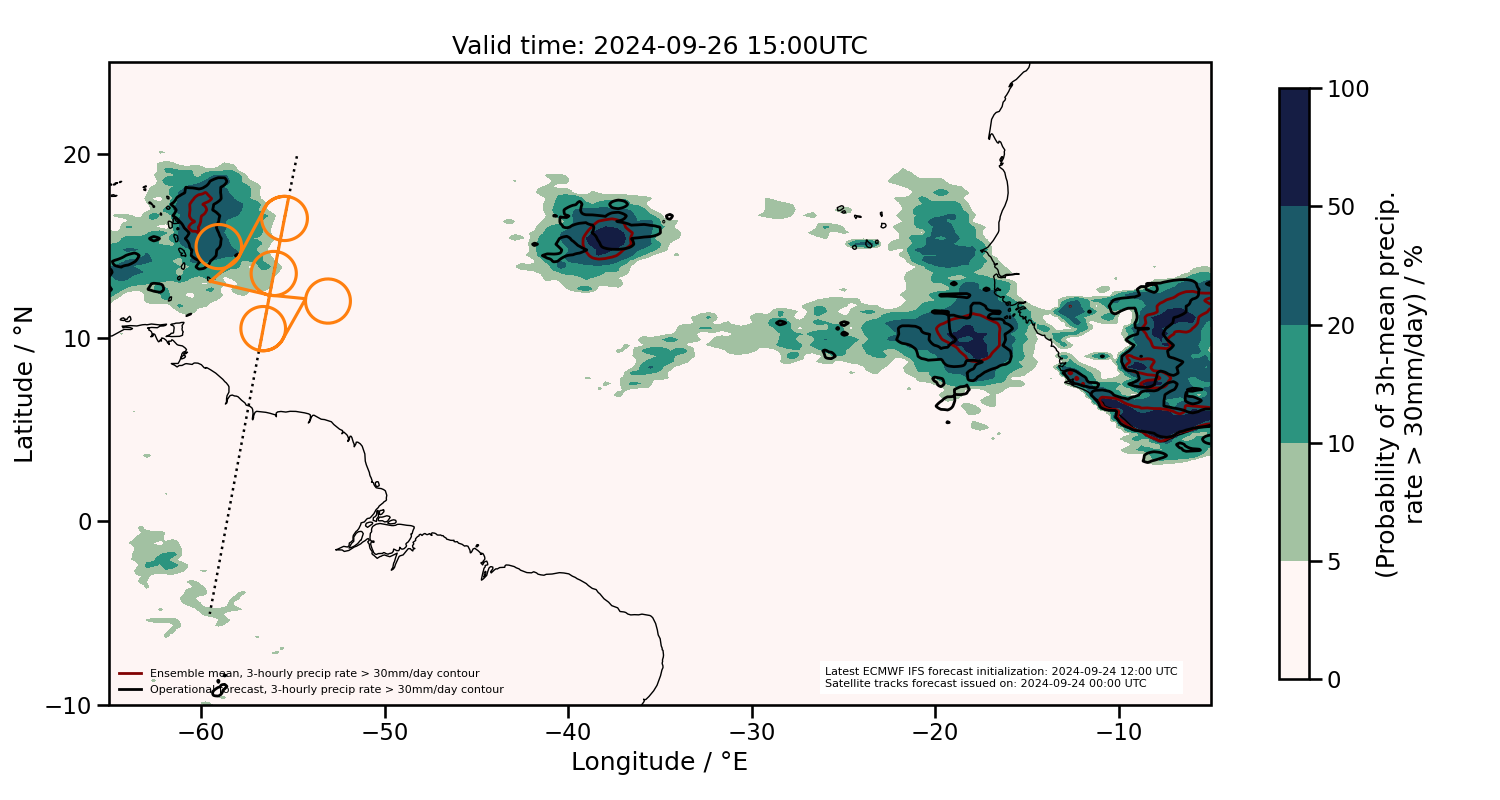 Valid time: 2024-09-26 15:00UTC
Latitude / °N
20
10
0
−10
−60
−50
−40
−30
−20
−10
Longitude / °E
Ensemble mean, 3-hourly precip rate > 30mm/day contour
Operational forecast, 3-hourly precip rate > 30mm/day contour
Latest ECMWF IFS forecast initialization: 2024-09-24 12:00 UTC
Satellite tracks forecast issued on: 2024-09-24 00:00 UTC
100
50
20
10
5
0
(Probability of 3h-mean precip.
rate > 30mm/day) / %